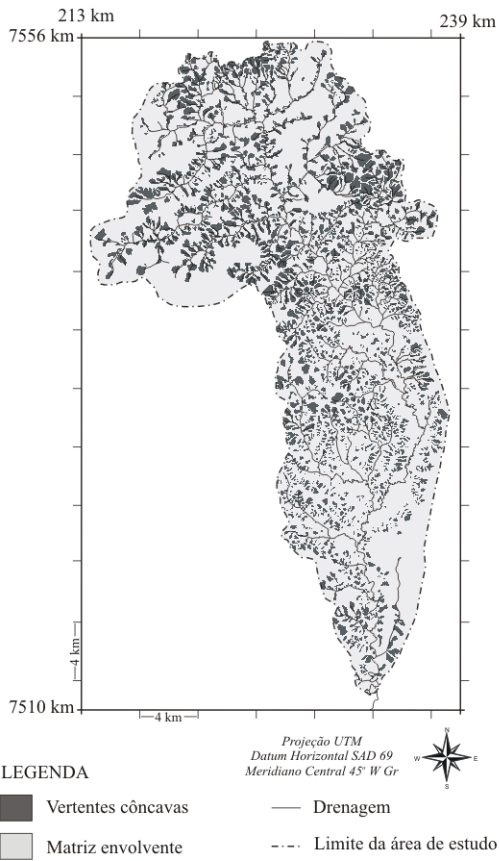 213 km
239 km
7556 km
4 km
7510 km
4 km
Projeção UTM
Datum Horizontal SAD 69
Meridiano Central 45º W Gr
N
W
E
S
LEGENDA
Vertentes côncavas
Drenagem
Matriz envolvente
Limite da área de estudo